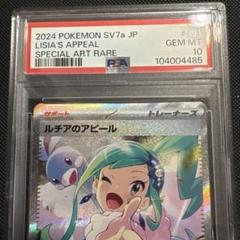 2024 POKEMON SV7a JP
LISIA'S APPEAL
GEM MT
SPECIAL ART RARE
PSA
10
104004485
サポート
トレーナーズ
ルチアのアピール